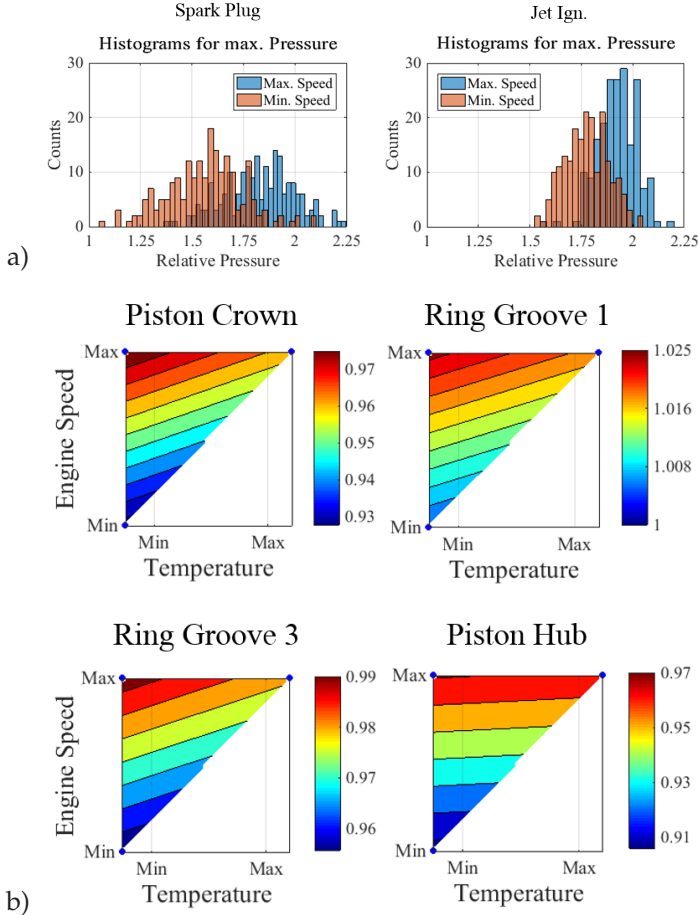 Spark Plug
Jet Ign.
Histograms for max. Pressure
Histograms for max. Pressure
30
20
10
0
Counts
Max. Speed
Min. Speed
1
1.25
1.5
1.75
2
2.25
Relative Pressure
Max. Speed
Min. Speed
1
1.25
1.5
1.75
2
2.25
Relative Pressure
a)
Piston Crown
Ring Groove 1
Max
Min
Engine Speed
Min
Max
Temperature
0.97
0.96
0.95
0.94
0.93
Max
Min
Min
Max
Temperature
1.025
1.016
1.008
1
Ring Groove 3
Piston Hub
Max
Min
Engine Speed
Min
Max
Temperature
0.99
0.98
0.97
0.96
Max
Min
Min
Max
Temperature
0.97
0.95
0.93
0.91
b)